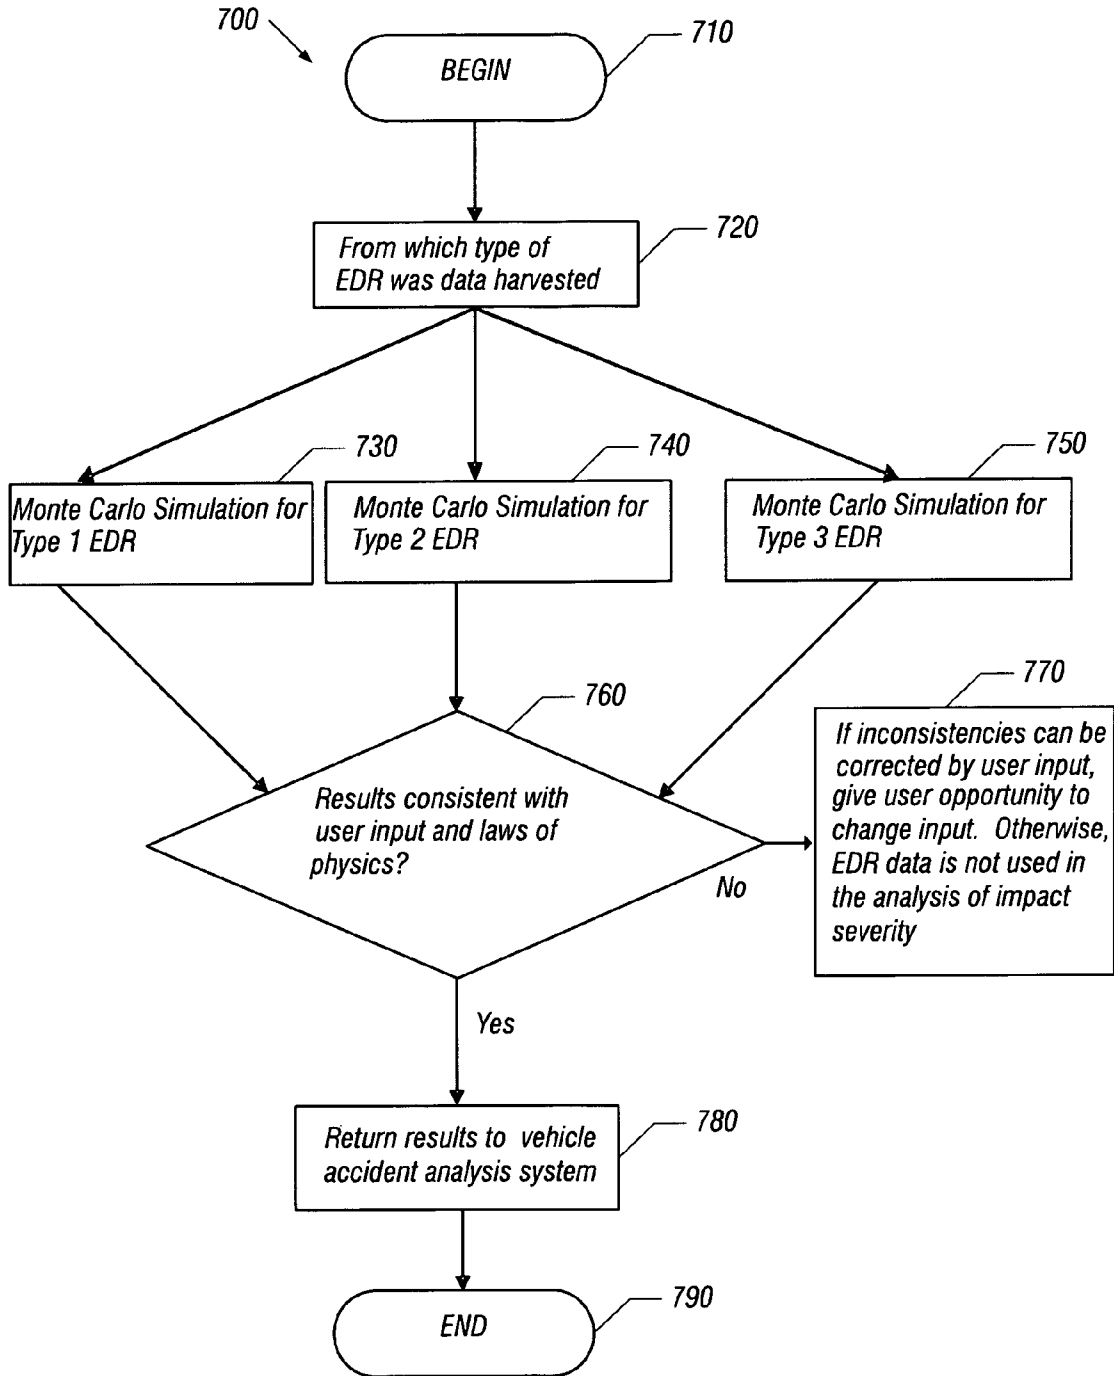 700
710
BEGIN
720
From which type of
EDR was data harvested
730
740
750
Monte Carlo Simulation for
Type 1 EDR
Monte Carlo Simulation for
Type 2 EDR
Monte Carlo Simulation for
Type 3 EDR
760
770
Results consistent with
user input and laws of
physics?
No
If inconsistencies can be
corrected by user input,
give user opportunity to
change input. Otherwise,
EDR data is not used in
the analysis of impact
severity
Yes
780
Return results to vehicle
accident analysis system
790
END